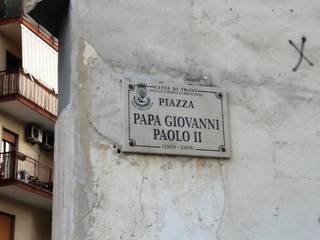 CITTÀ DI TRANI
PIAZZA
PAPA GIOVANNI
PAOLO II
(1920 - 2005)